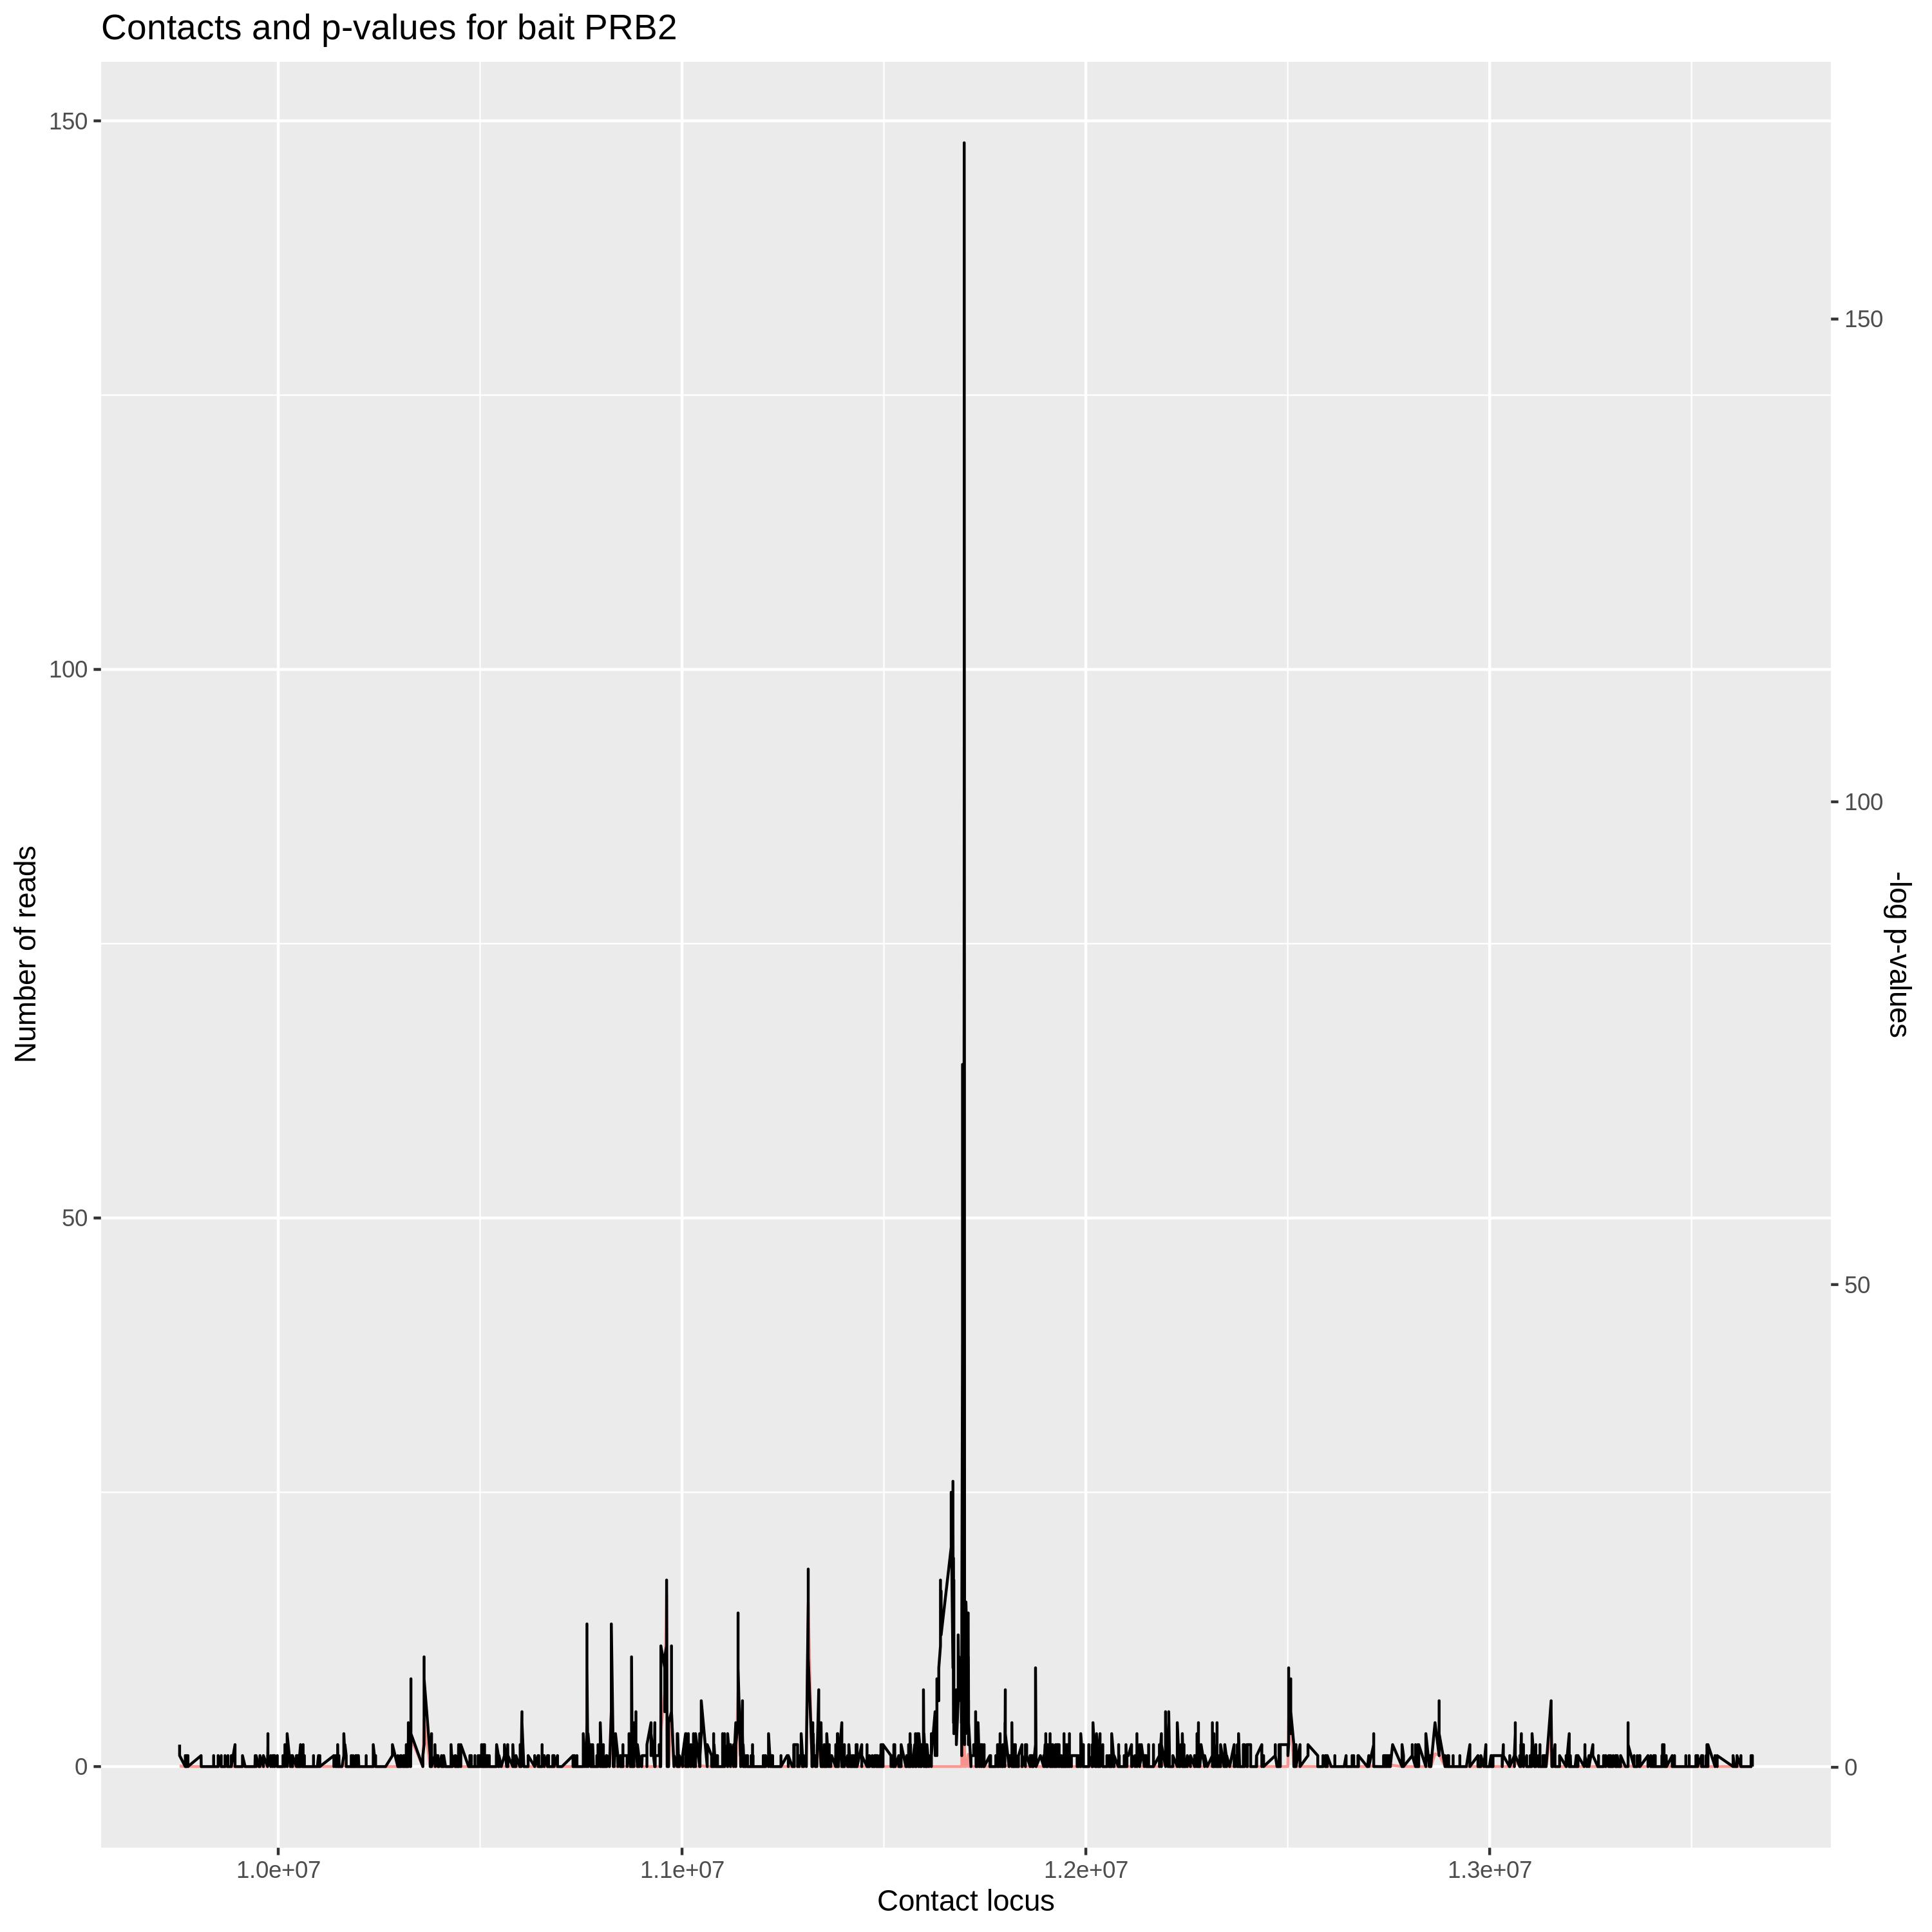 Contacts and p-values for bait PRB2
150
100
50
0
Number of reads
150
100
50
0
-log p-values
1.0e+07 1.1e+07 1.2e+07 1.3e+07
Contact locus